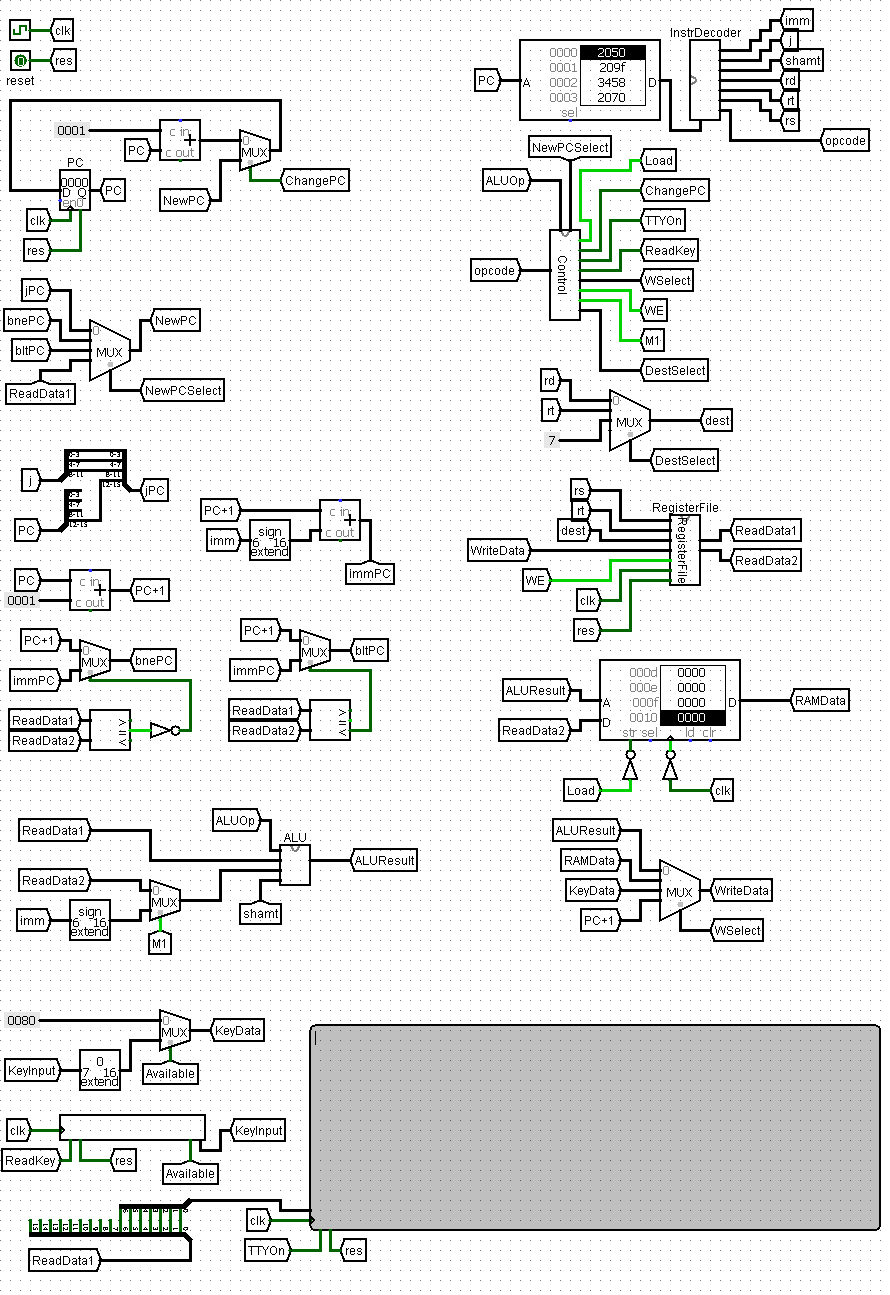 clk
res
reset
0001
c in
+
c out
PC
0
MUX
PC
0000
D Q
en0
PC
NewPC
ChangePC
clk
res
jPC
bnePC
bltPC
ReadData1
0
MUX
NewPC
NewPCSelect
j
0-3
4-7
8-11
12-15
PC
0-3
4-7
8-11
12-15
jPC
PC+1
imm
sign
6 16
extend
c in
+
c out
immPC
PC
0001
c in
+
c out
PC+1
PC+1
immPC
0
MUX
bnePC
ReadData1
ReadData2
PC+1
immPC
0
MUX
bltPC
ReadData1
ReadData2
ReadData1
ALUOp
ALU
ALUResult
ReadData2
imm
sign
6 16
extend
0
MUX
M1
shamt
0080
0
MUX
KeyData
KeyInput
0
7 16
extend
Available
clk
ReadKey
res
Available
KeyInput
ReadData1
clk
TTYOn
res
PC
A
0000 2050
0001 209f
0002 3458
0003 2070
D
sel
InstrDecoder
imm
j
shamt
rd
rt
rs
opcode
NewPCSelect
ALUOp
opcode
Control
Load
ChangePC
TTYOn
ReadKey
WSelect
WE
M1
DestSelect
rd
rt
7
0
MUX
dest
DestSelect
rs
rt
dest
WriteData
WE
clk
res
RegisterFile
RegisterFile
ReadData1
ReadData2
ALUResult
ReadData2
A
D
000d 0000
000e 0000
000f 0000
0010 0000
D
str sel ld clr
RAMData
Load
clk
ALUResult
RAMData
KeyData
PC+1
0
MUX
WriteData
WSelect